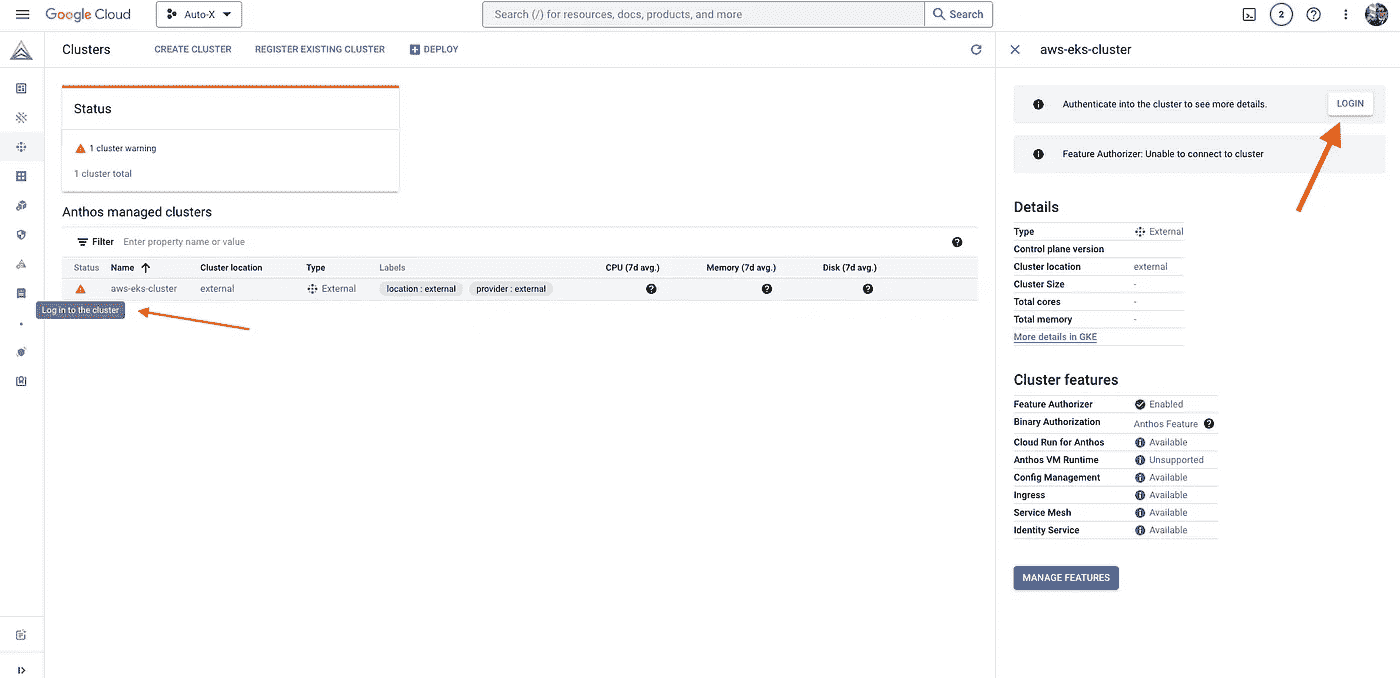 Google Cloud Auto-X Search (/) for resources, docs, products, and more Search 2
Clusters CREATE CLUSTER REGISTER EXISTING CLUSTER DEPLOY
Status
1 cluster warning
1 cluster total
Anthos managed clusters
Filter Enter property name or value
Status Name Cluster location Type Labels CPU (7d avg.) Memory (7d avg.) Disk (7d avg.)
aws-eks-cluster external External location : external provider : external
Log in to the cluster
aws-eks-cluster
Authenticate into the cluster to see more details. LOGIN
Feature Authorizer: Unable to connect to cluster
Details
Type External
Control plane version
Cluster location external
Cluster Size -
Total cores -
Total memory -
More details in GKE
Cluster features
Feature Authorizer Enabled
Binary Authorization Anthos Feature
Cloud Run for Anthos Available
Anthos VM Runtime Unsupported
Config Management Available
Ingress Available
Service Mesh Available
Identity Service Available
MANAGE FEATURES